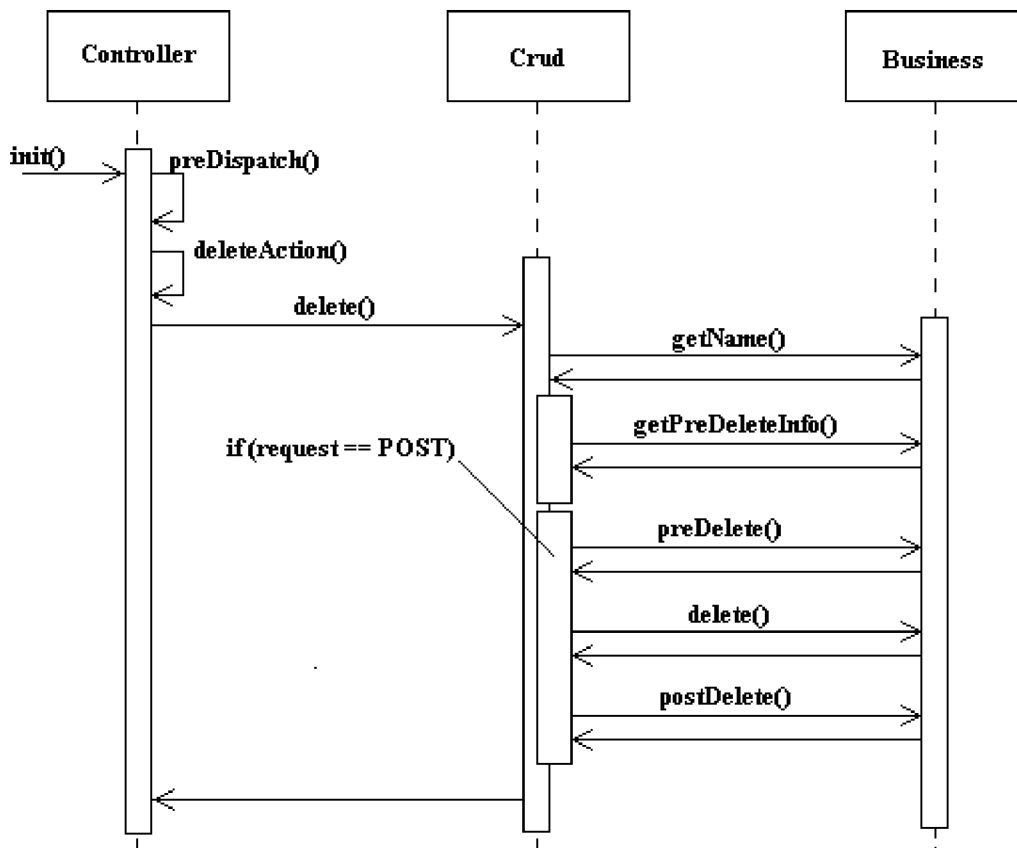 Controller
Crud
Business
init()
preDispatch()
deleteAction()
delete()
getName()
getPreDeleteInfo()
if (request == POST)
preDelete()
delete()
postDelete()